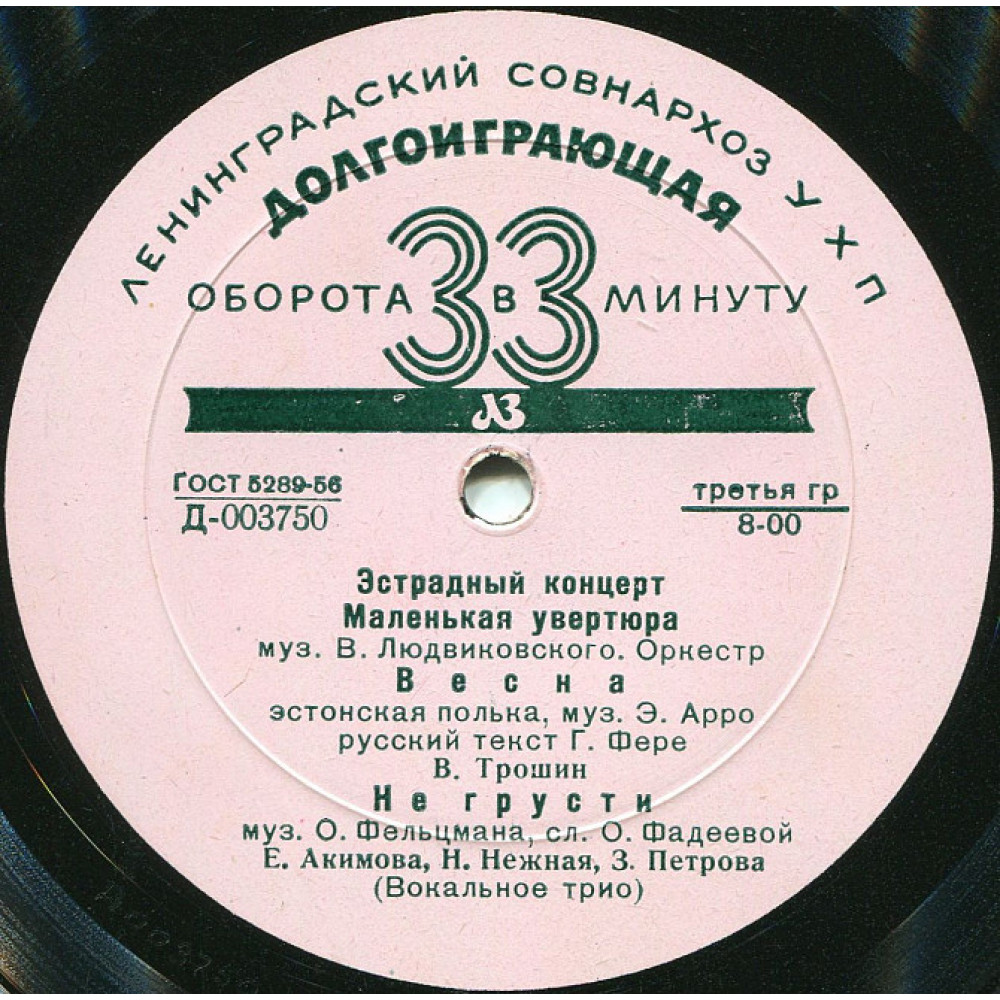 ЛЕНИНГРАДСКИЙ СОВНАРХОЗ УХП
ДОЛГОИГРАЮЩАЯ
ОБОРОТА 33 В МИНУТУ
ЛЗ
ГОСТ 5289-56
Д-003750
третья гр
8-00
Эстрадный концерт
Маленькая увертюра
муз. В. Людвиковского. Оркестр
Весна
эстонская полька, муз. Э. Арро
русский текст Г. Фере
В. Трошин
Не грусти
муз. О. Фельцмана, сл. О. Фадеевой
Е. Акимова, Н. Нежная, З. Петрова
(Вокальное трио)